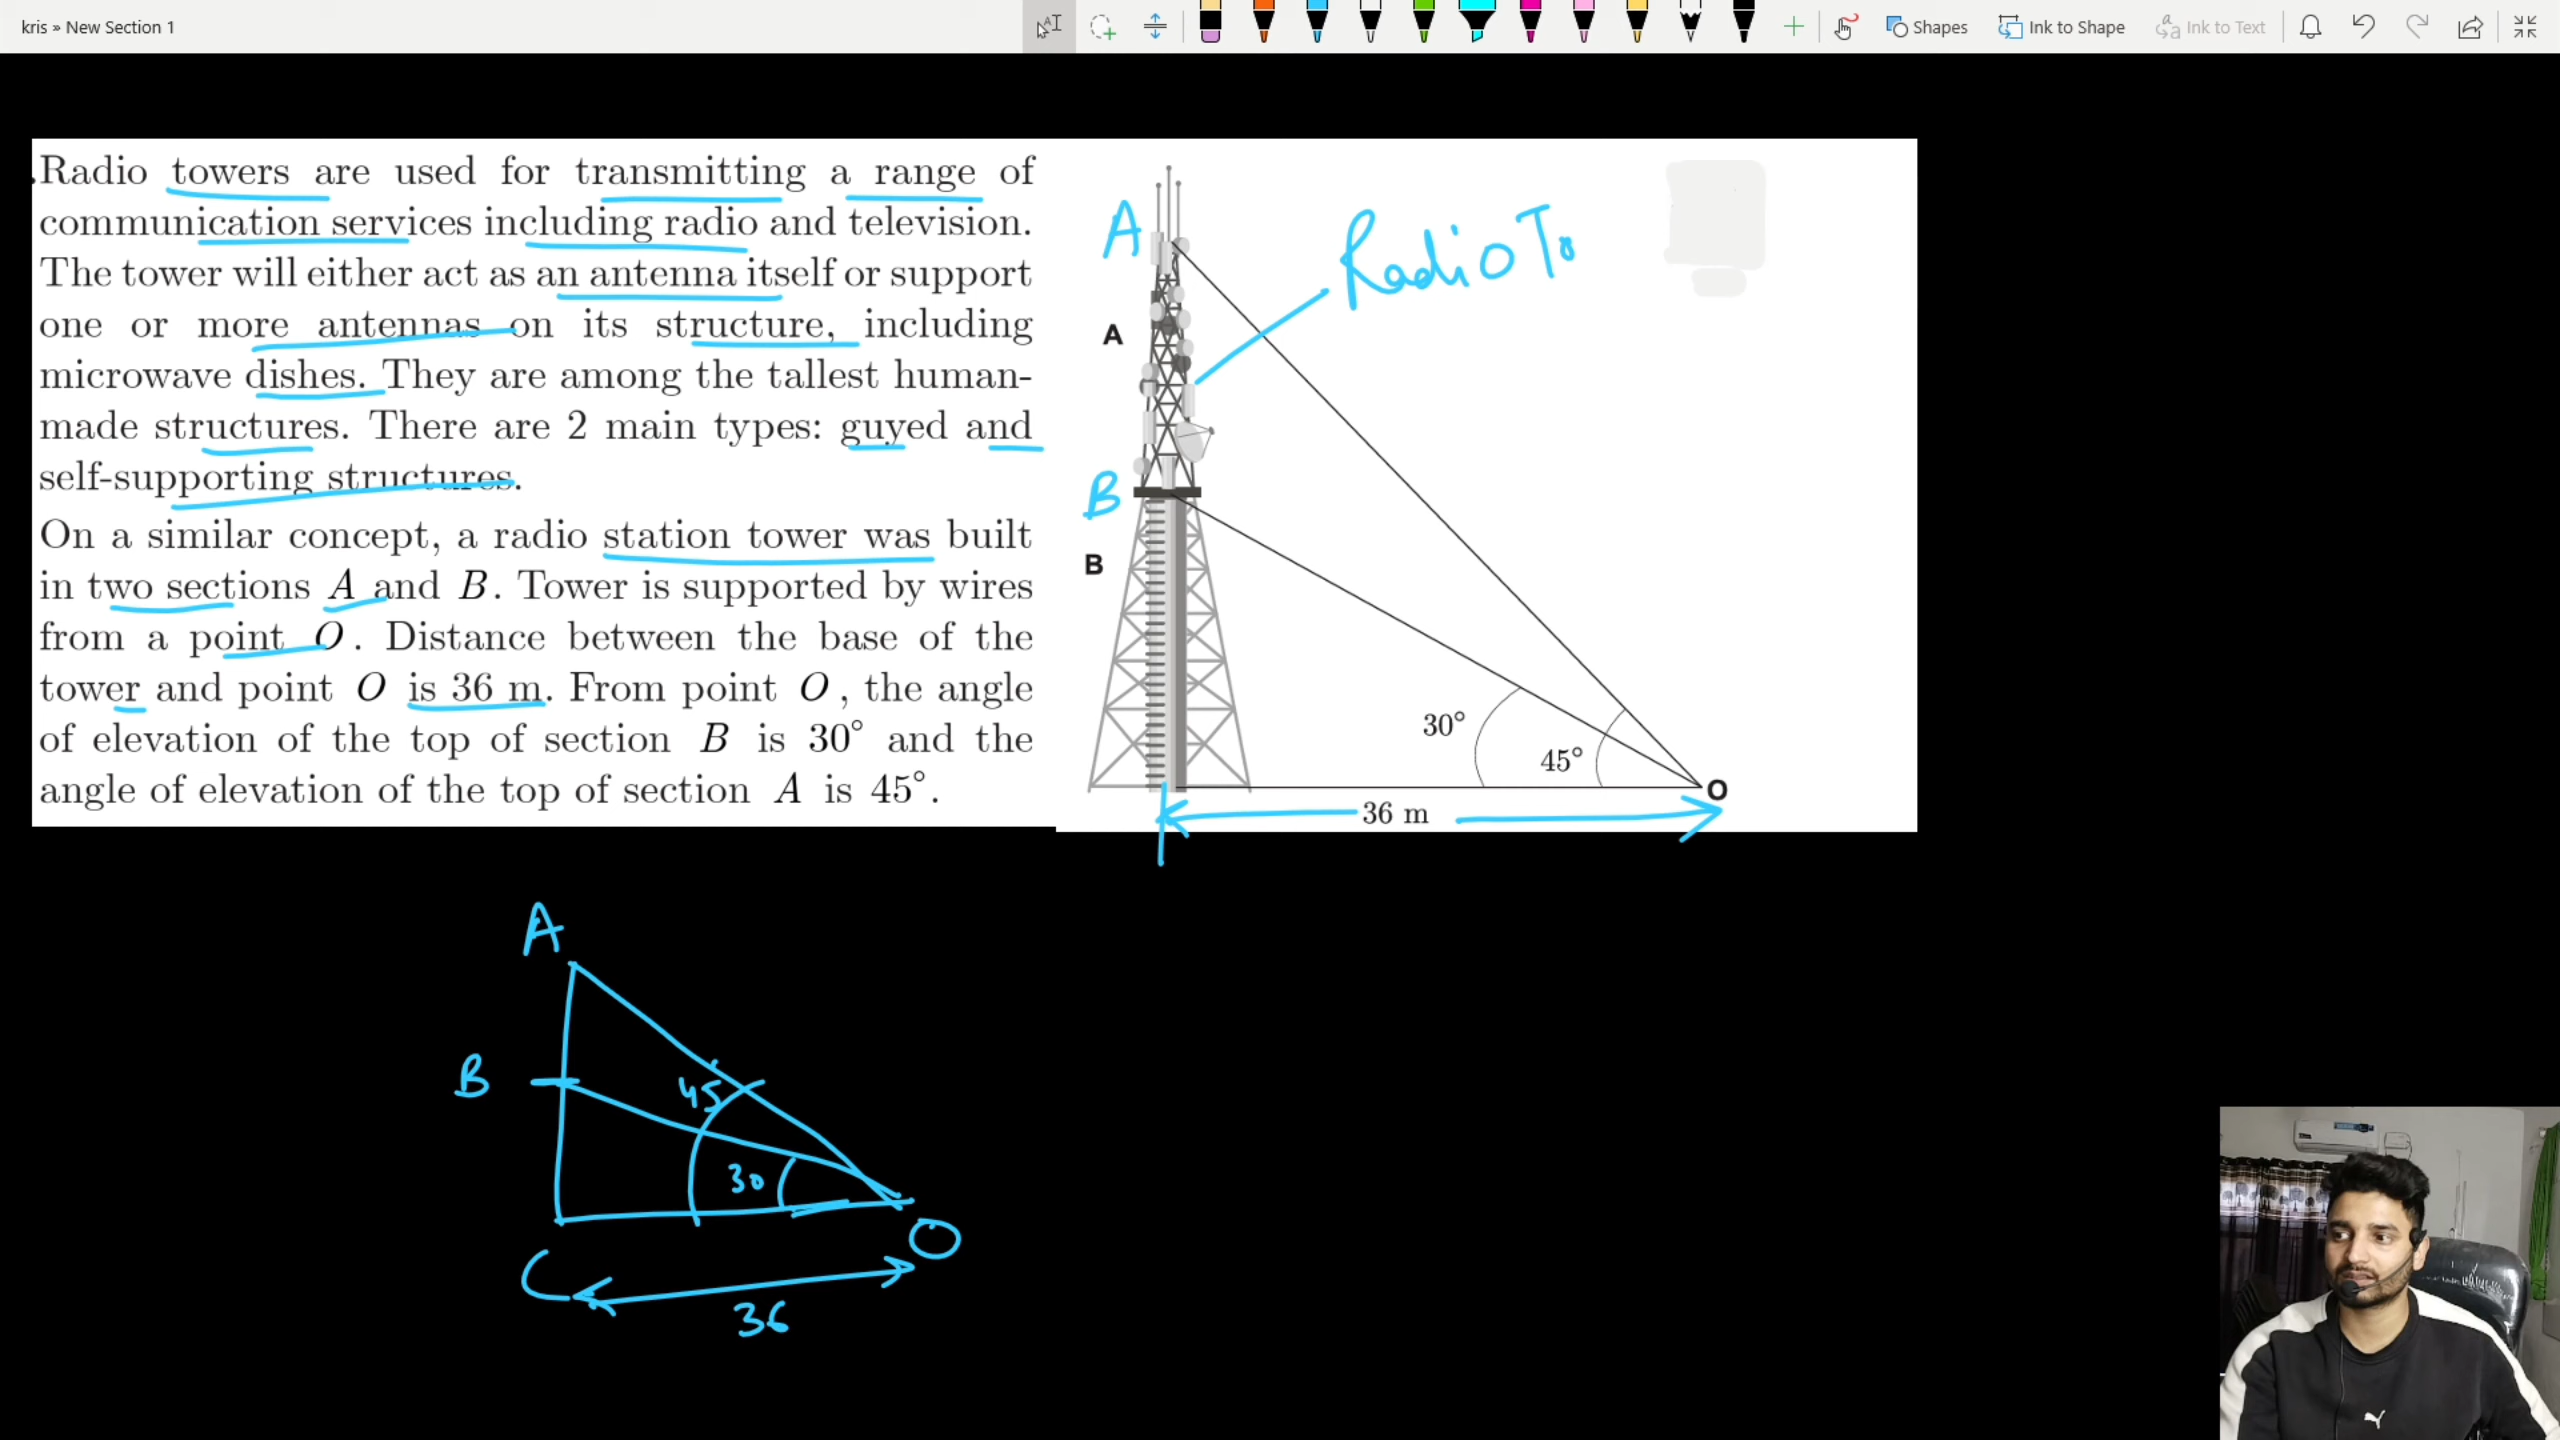 kris » New Section 1
Shapes
Ink to Shape
Ink to Text
.Radio towers are used for transmitting a range of
communication services including radio and television.
The tower will either act as an antenna itself or support
one or more antennas on its structure, including
microwave dishes. They are among the tallest human-
made structures. There are 2 main types: guyed and
self-supporting structures.
On a similar concept, a radio station tower was built
in two sections A and B. Tower is supported by wires
from a point O. Distance between the base of the
tower and point O is 36 m. From point O, the angle
of elevation of the top of section B is 30° and the
angle of elevation of the top of section A is 45°.
A
Radio To
A
B
B
30°
45°
O
36 m
A
B
45
30
C
O
36